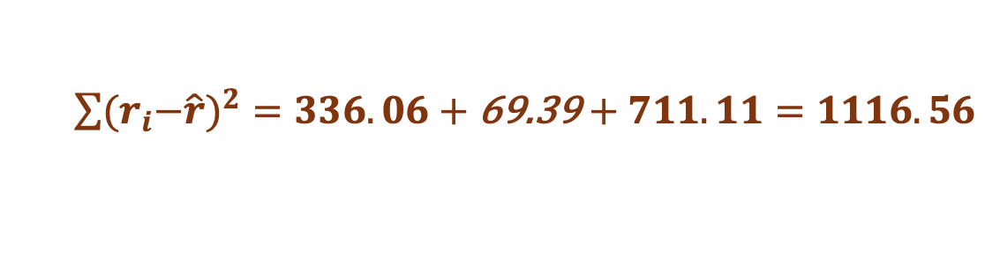 ∑(rᵢ−r̂)² = 336.06 + 69.39 + 711.11 = 1116.56